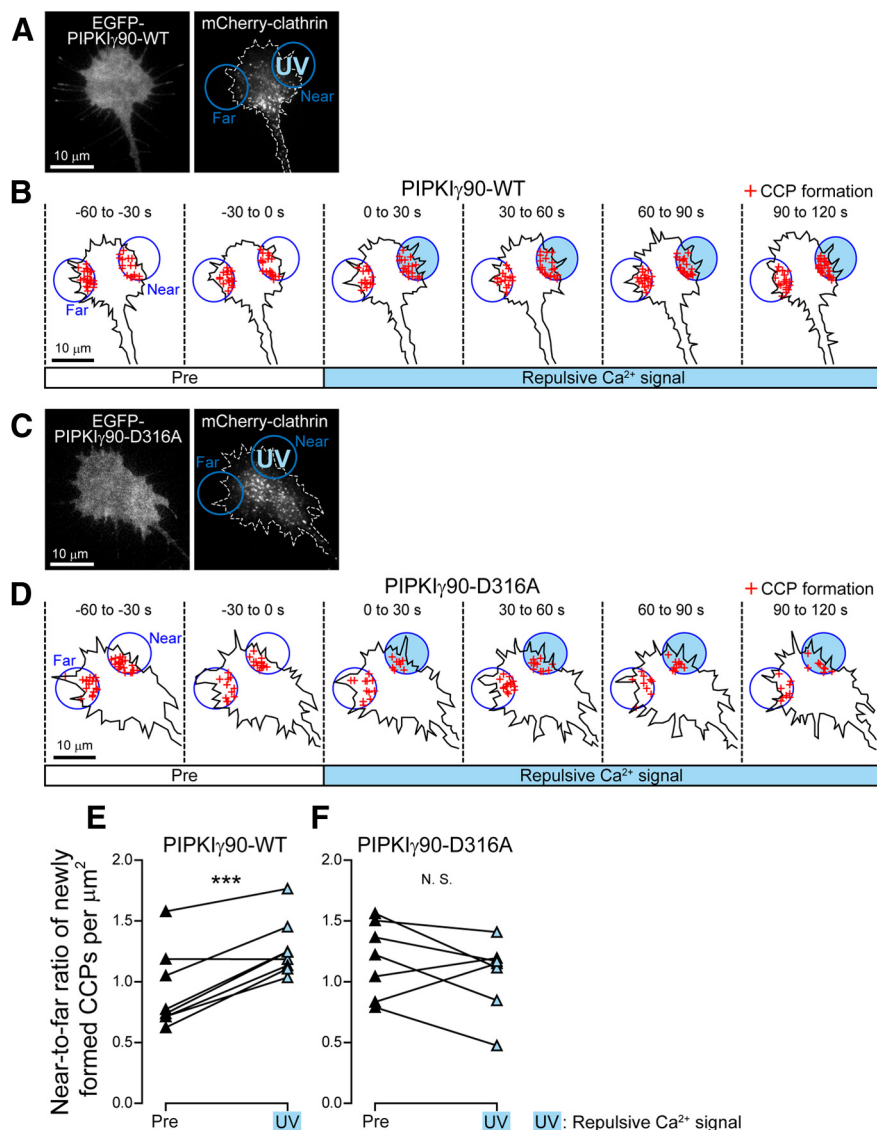 A
EGFP-
PIPKIγ90-WT
mCherry-clathrin
UV
Far
Near
10 μm
B
PIPKIγ90-WT
+ CCP formation
-60 to -30 s
-30 to 0 s
0 to 30 s
30 to 60 s
60 to 90 s
90 to 120 s
Far
Near
10 μm
Pre
Repulsive Ca²⁺ signal
C
EGFP-
PIPKIγ90-D316A
mCherry-clathrin
Near
UV
Far
10 μm
D
PIPKIγ90-D316A
+ CCP formation
-60 to -30 s
-30 to 0 s
0 to 30 s
30 to 60 s
60 to 90 s
90 to 120 s
Near
Far
10 μm
Pre
Repulsive Ca²⁺ signal
E
PIPKIγ90-WT
Near-to-far ratio of newly
formed CCPs per μm²
2.0
1.5
1.0
0.5
0.0
***
Pre
UV
F
PIPKIγ90-D316A
2.0
1.5
1.0
0.5
0.0
N. S.
Pre
UV
UV : Repulsive Ca²⁺ signal